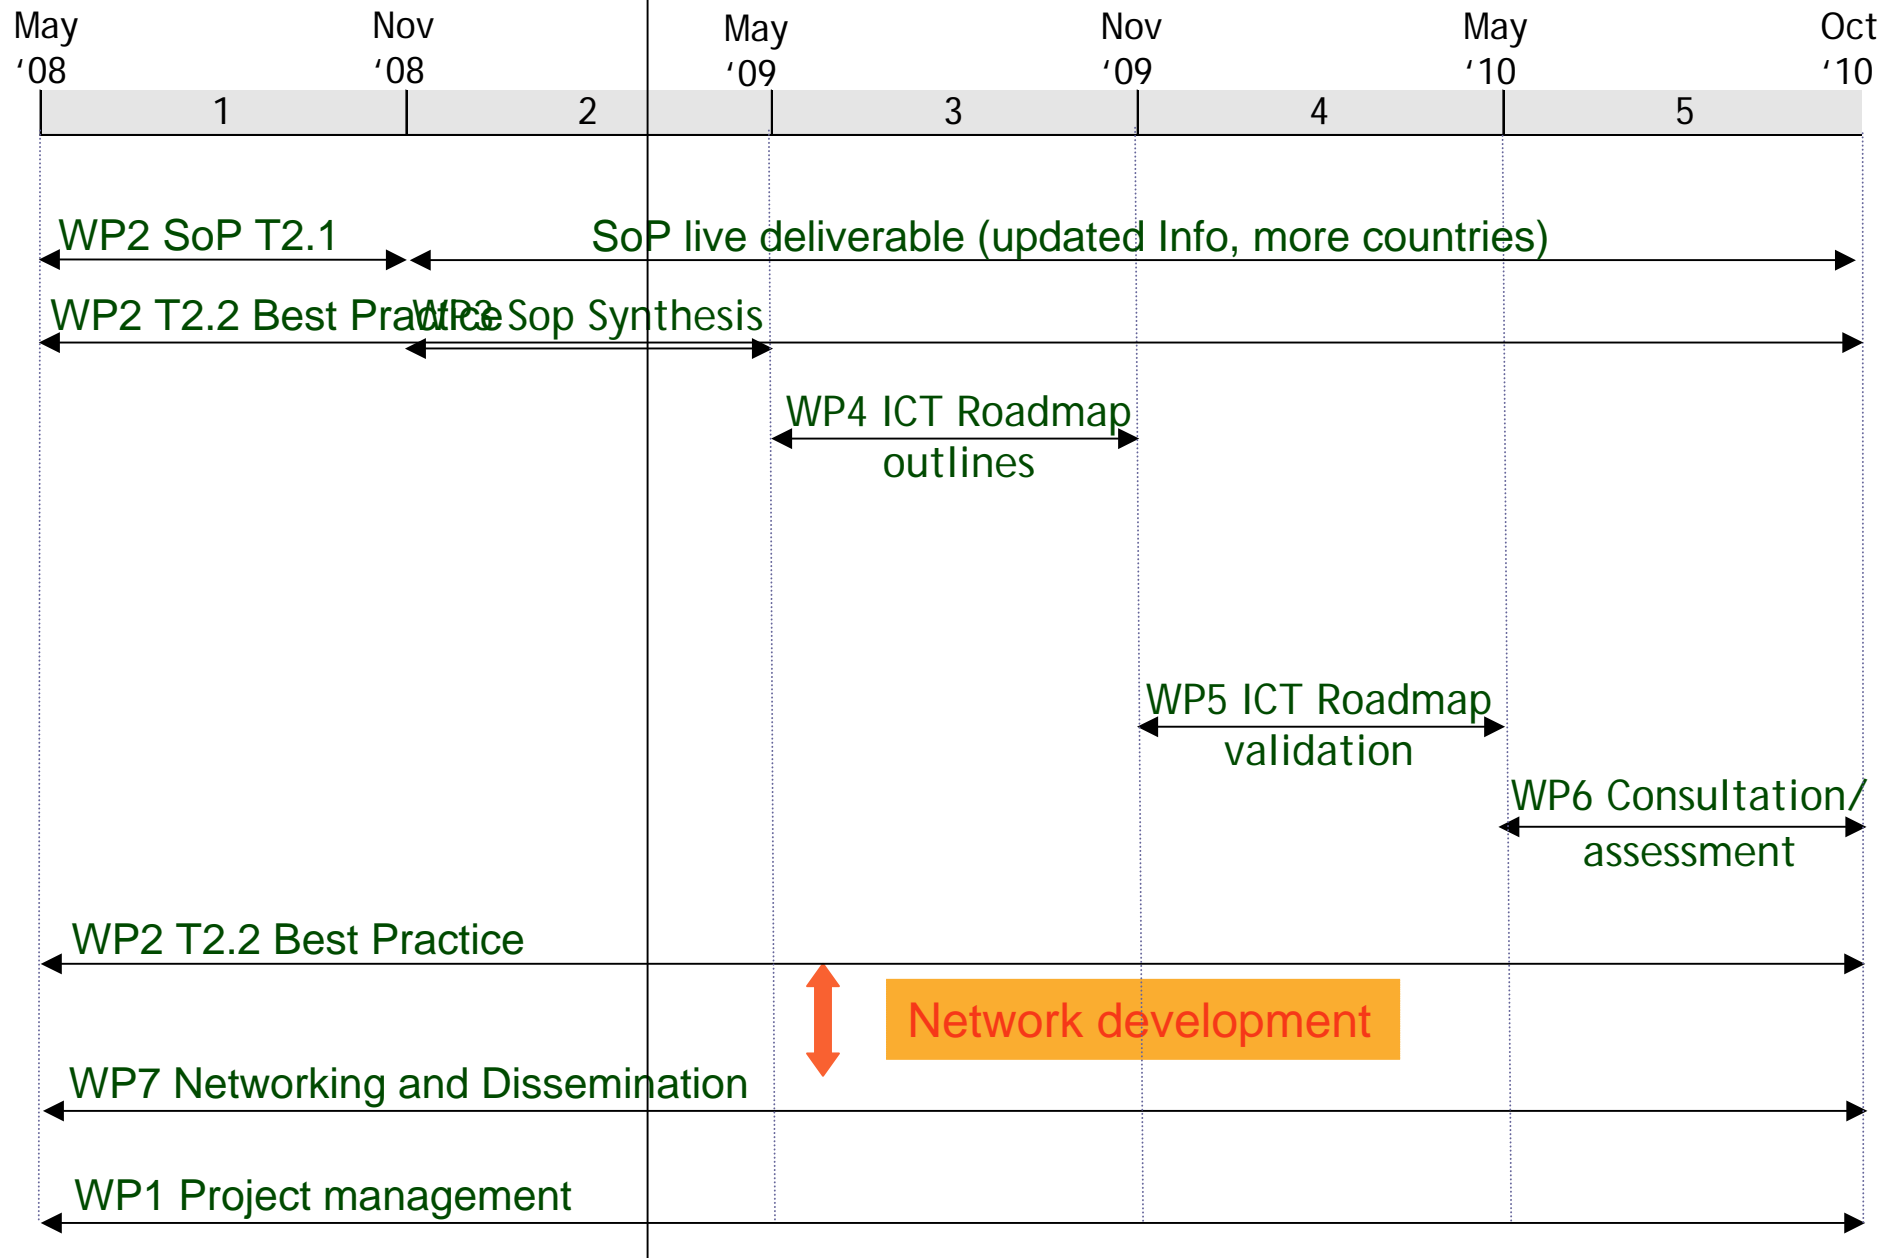 May Nov May Nov May Oct
‘08 ‘08 ‘09 ‘09 ‘10 ‘10
1 2 3 4 5
WP2 SoP T2.1 SoP live deliverable (updated Info, more countries)
WP2 T2.2 Best Practice WP3 Sop Synthesis
WP4 ICT Roadmap
outlines
WP5 ICT Roadmap
validation
WP6 Consultation/
assessment
WP2 T2.2 Best Practice
Network development
WP7 Networking and Dissemination
WP1 Project management